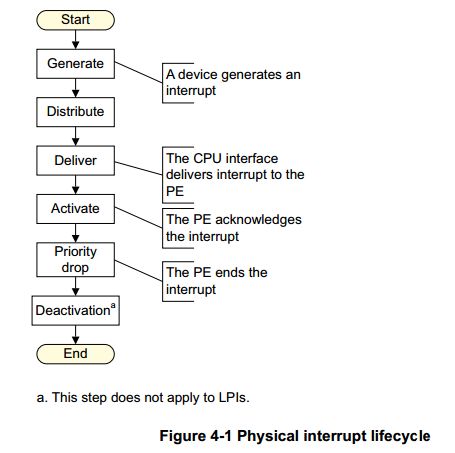 Start
Generate
A device generates an
interrupt
Distribute
Deliver
The CPU interface
delivers interrupt to the
PE
Activate
The PE acknowledges
the interrupt
Priority
drop
The PE ends the
interrupt
Deactivationa
End
a. This step does not apply to LPIs.
Figure 4-1 Physical interrupt lifecycle